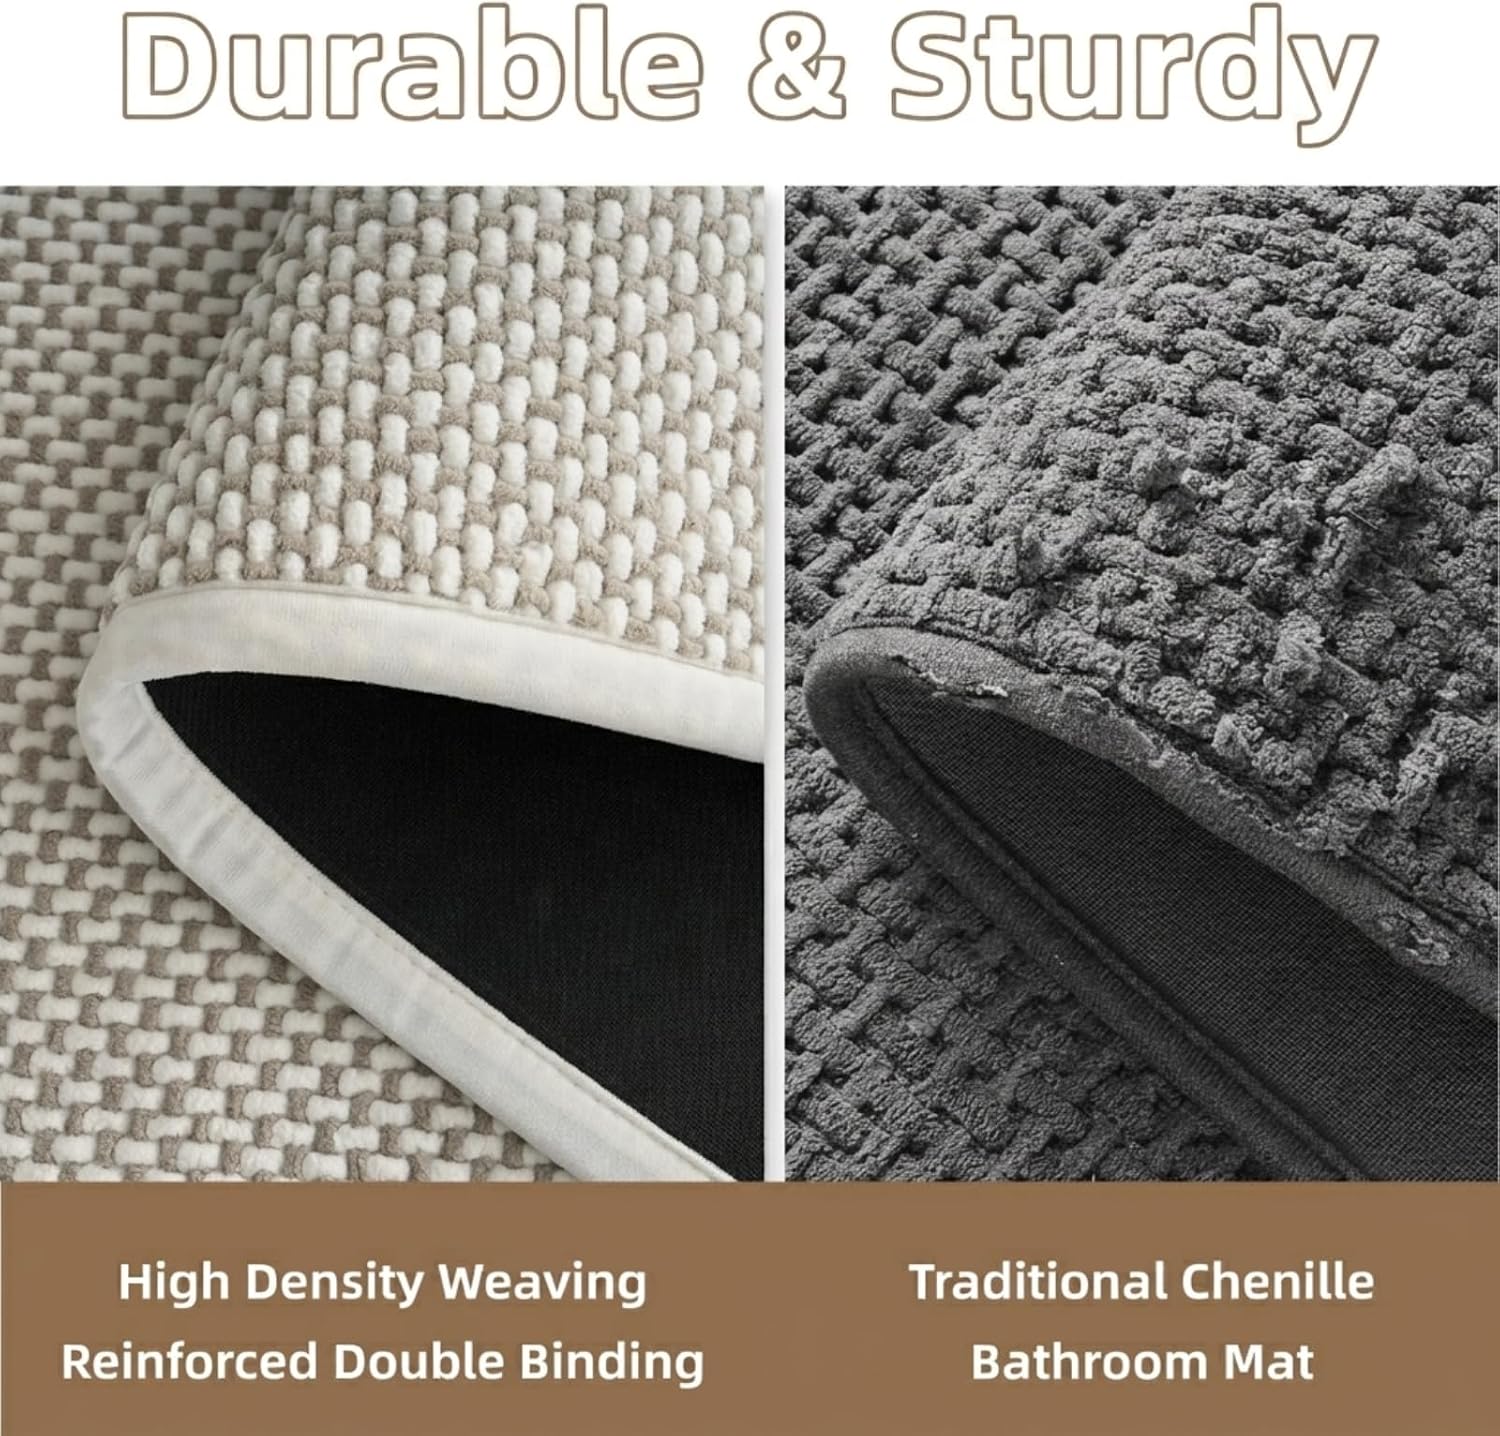 Durable & Sturdy
High Density Weaving
Reinforced Double Binding
Traditional Chenille
Bathroom Mat